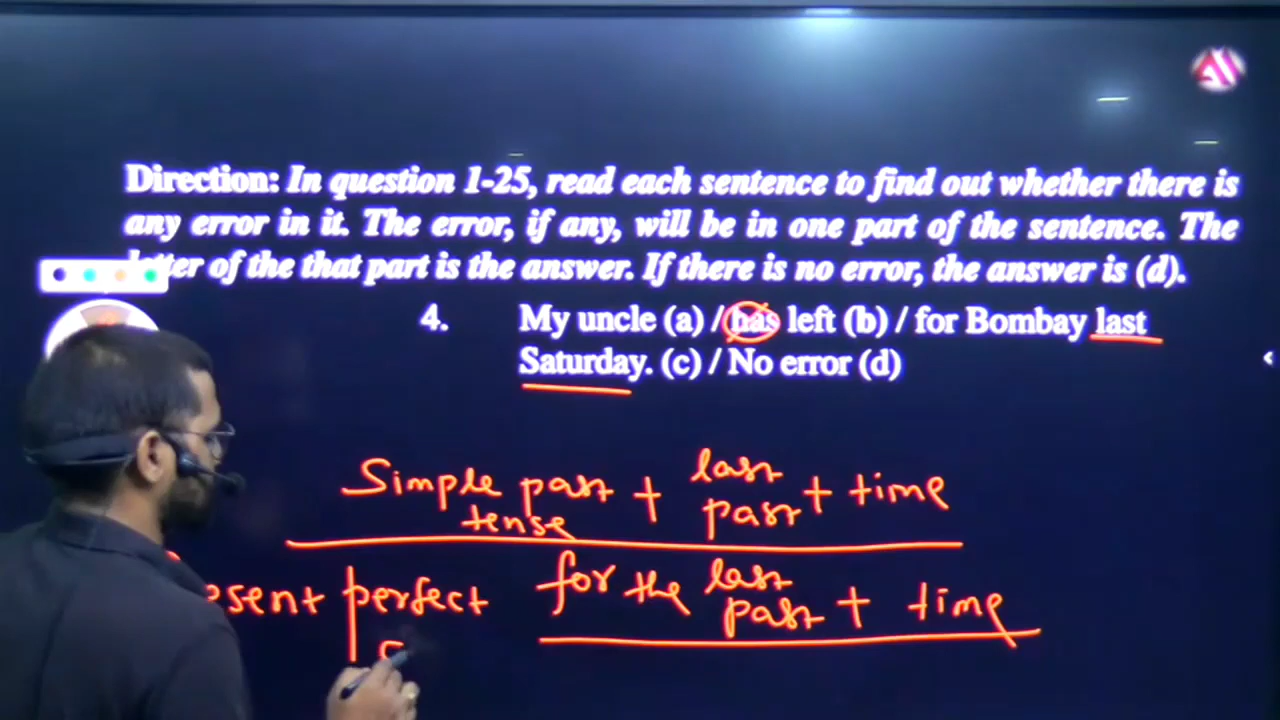 Direction: In question 1-25, read each sentence to find out whether there is
any error in it. The error, if any, will be in one part of the sentence. The
of the that part is the answer. If there is no error, the answer is (d).
4. My uncle (a) / has left (b) / for Bombay last
Saturday. (c) / No error (d)
Simple past tense + last past + time
perfect for the last past + time